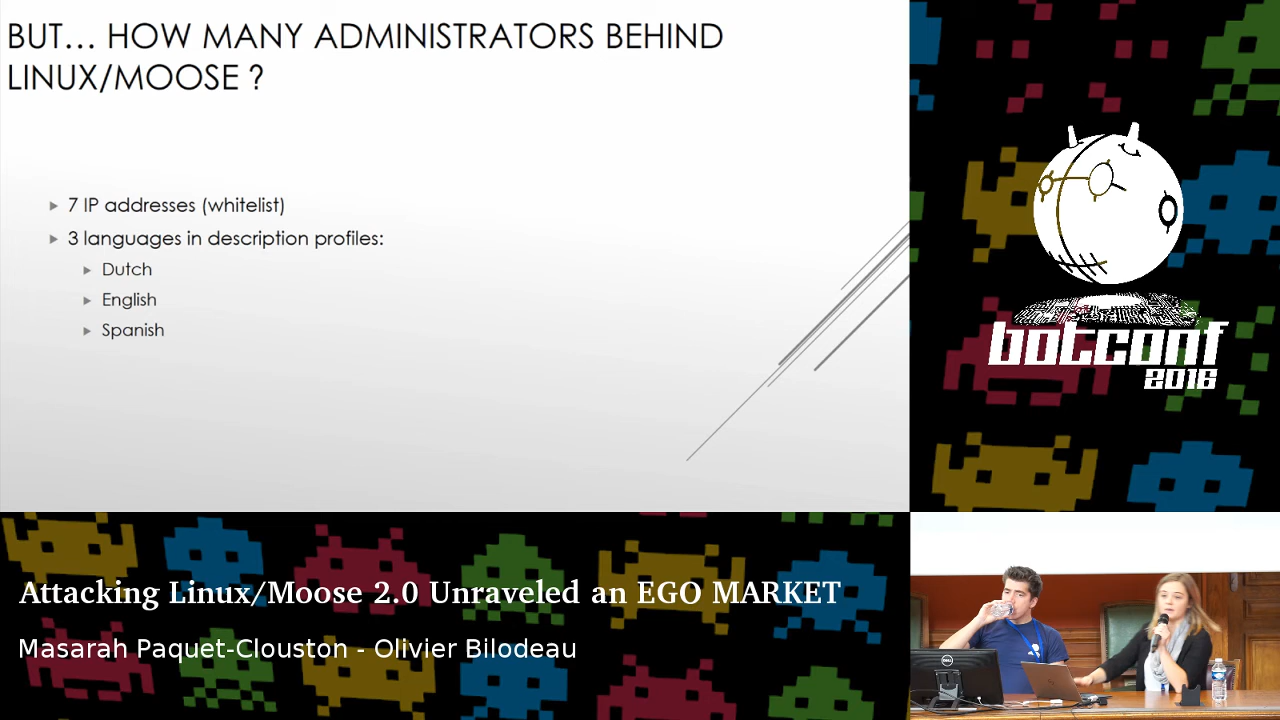 BUT... HOW MANY ADMINISTRATORS BEHIND
LINUX/MOOSE ?
7 IP addresses (whitelist)
3 languages in description profiles:
Dutch
English
Spanish
botconf
2016
Attacking Linux/Moose 2.0 Unraveled an EGO MARKET
Masarah Paquet-Clouston - Olivier Bilodeau
DELL